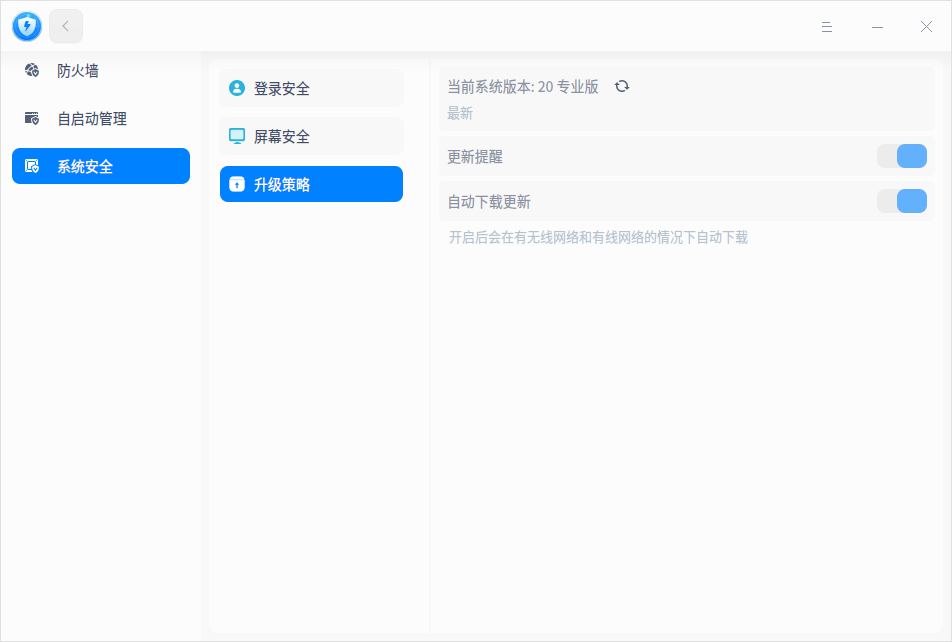 防火墙
自启动管理
系统安全
登录安全
屏幕安全
升级策略
当前系统版本: 20 专业版
最新
更新提醒
自动下载更新
开启后会在有无线网络和有线网络的情况下自动下载